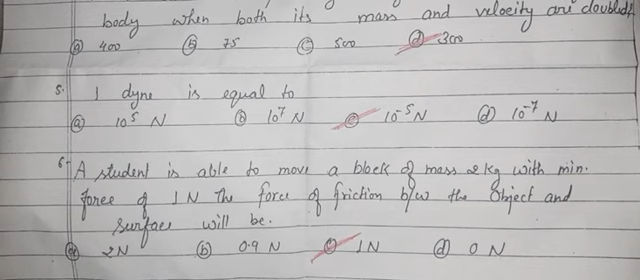 body when both its mass and velocity are doubled
(a) 400 (b) 75 (c) 500 (d) 300
5. 1 dyne is equal to
(a) 10⁵ N (b) 10⁷ N (c) 10⁻⁵ N (d) 10⁻⁷ N
6. A student is able to move a block of mass 2 kg with min.
force of 1N the force of friction b/w the Object and
surfaces will be.
(a) 2N (b) 0.9 N (c) 1N (d) 0 N